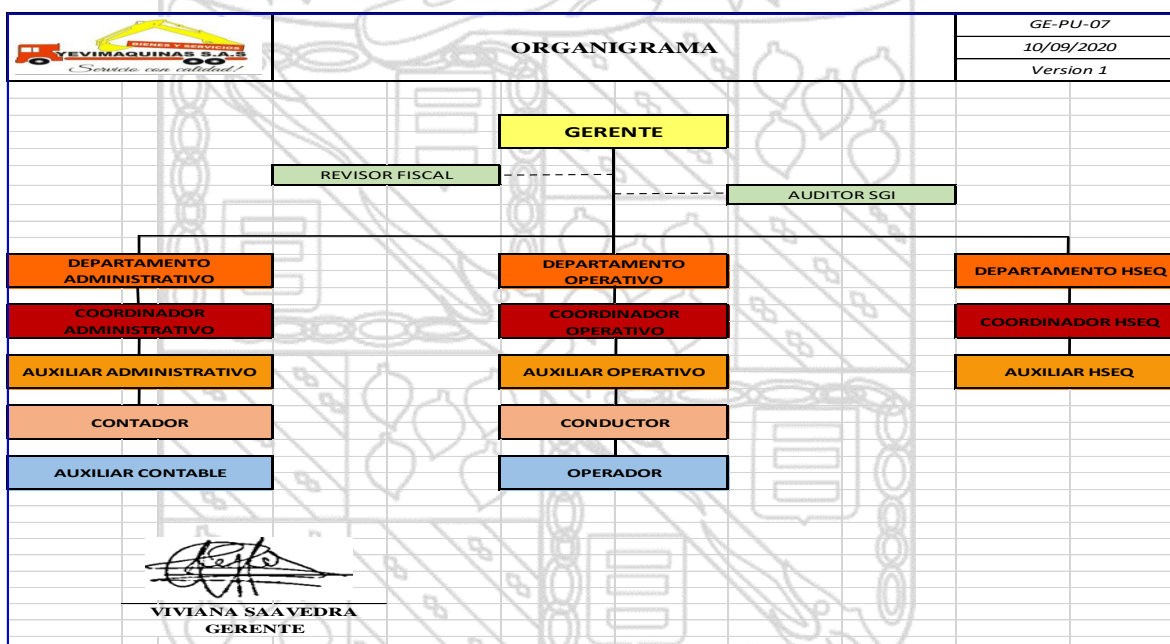 BIENES Y SERVICIOS
YEVIMAQUINAS S.A.S
Servicio con calidad!
ORGANIGRAMA
GE-PU-07
10/09/2020
Version 1
GERENTE
REVISOR FISCAL
AUDITOR SGI
DEPARTAMENTO
ADMINISTRATIVO
DEPARTAMENTO
OPERATIVO
DEPARTAMENTO HSEQ
COORDINADOR
ADMINISTRATIVO
COORDINADOR
OPERATIVO
COORDINADOR HSEQ
AUXILIAR ADMINISTRATIVO
AUXILIAR OPERATIVO
AUXILIAR HSEQ
CONTADOR
CONDUCTOR
AUXILIAR CONTABLE
OPERADOR
VIVIANA SAAVEDRA
GERENTE